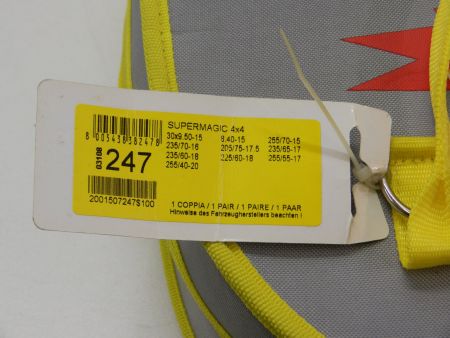 SUPERMAGIC 4x4
30x9.50-15 8.40-15 255/70-15
235/70-16 205/75-17.5 235/65-17
235/60-18 225/60-18 255/55-17
255/40-20
8 003438 382478
03108
247
2001507247$100
1 COPPIA / 1 PAIR / 1 PAIRE / 1 PAAR
Hinweise des Fahrzeugherstellers beachten !